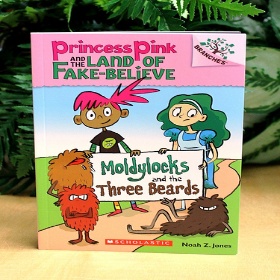 Princess Pink
AND THE LAND OF
FAKE-BELIEVE
BRANCHES
Moldylocks
and the
Three Beards
SCHOLASTIC
Noah Z. Jones